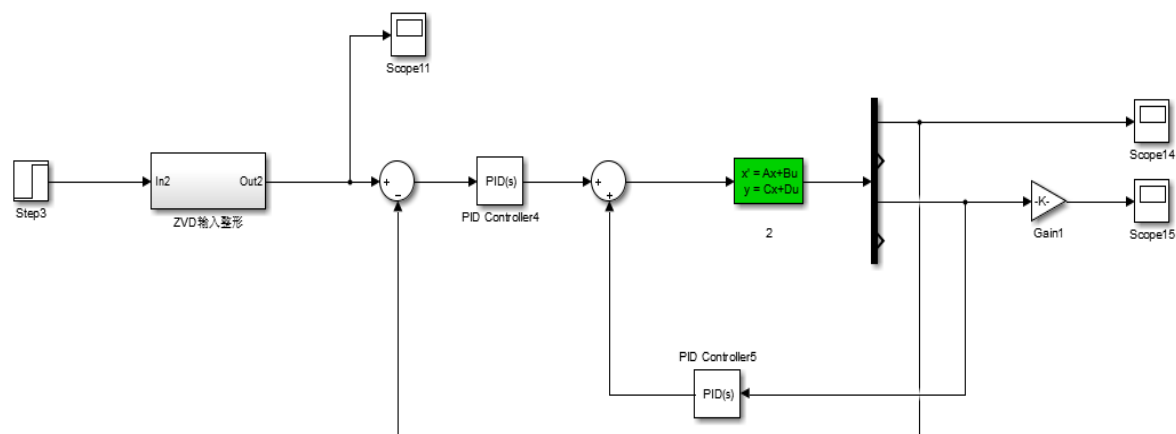 Scope11
Step3
In2
Out2
ZVD输入整形
+
−
PID(s)
PID Controller4
+
+
x' = Ax+Bu
y = Cx+Du
2
Scope14
-K-
Gain1
Scope15
PID Controller5
PID(s)